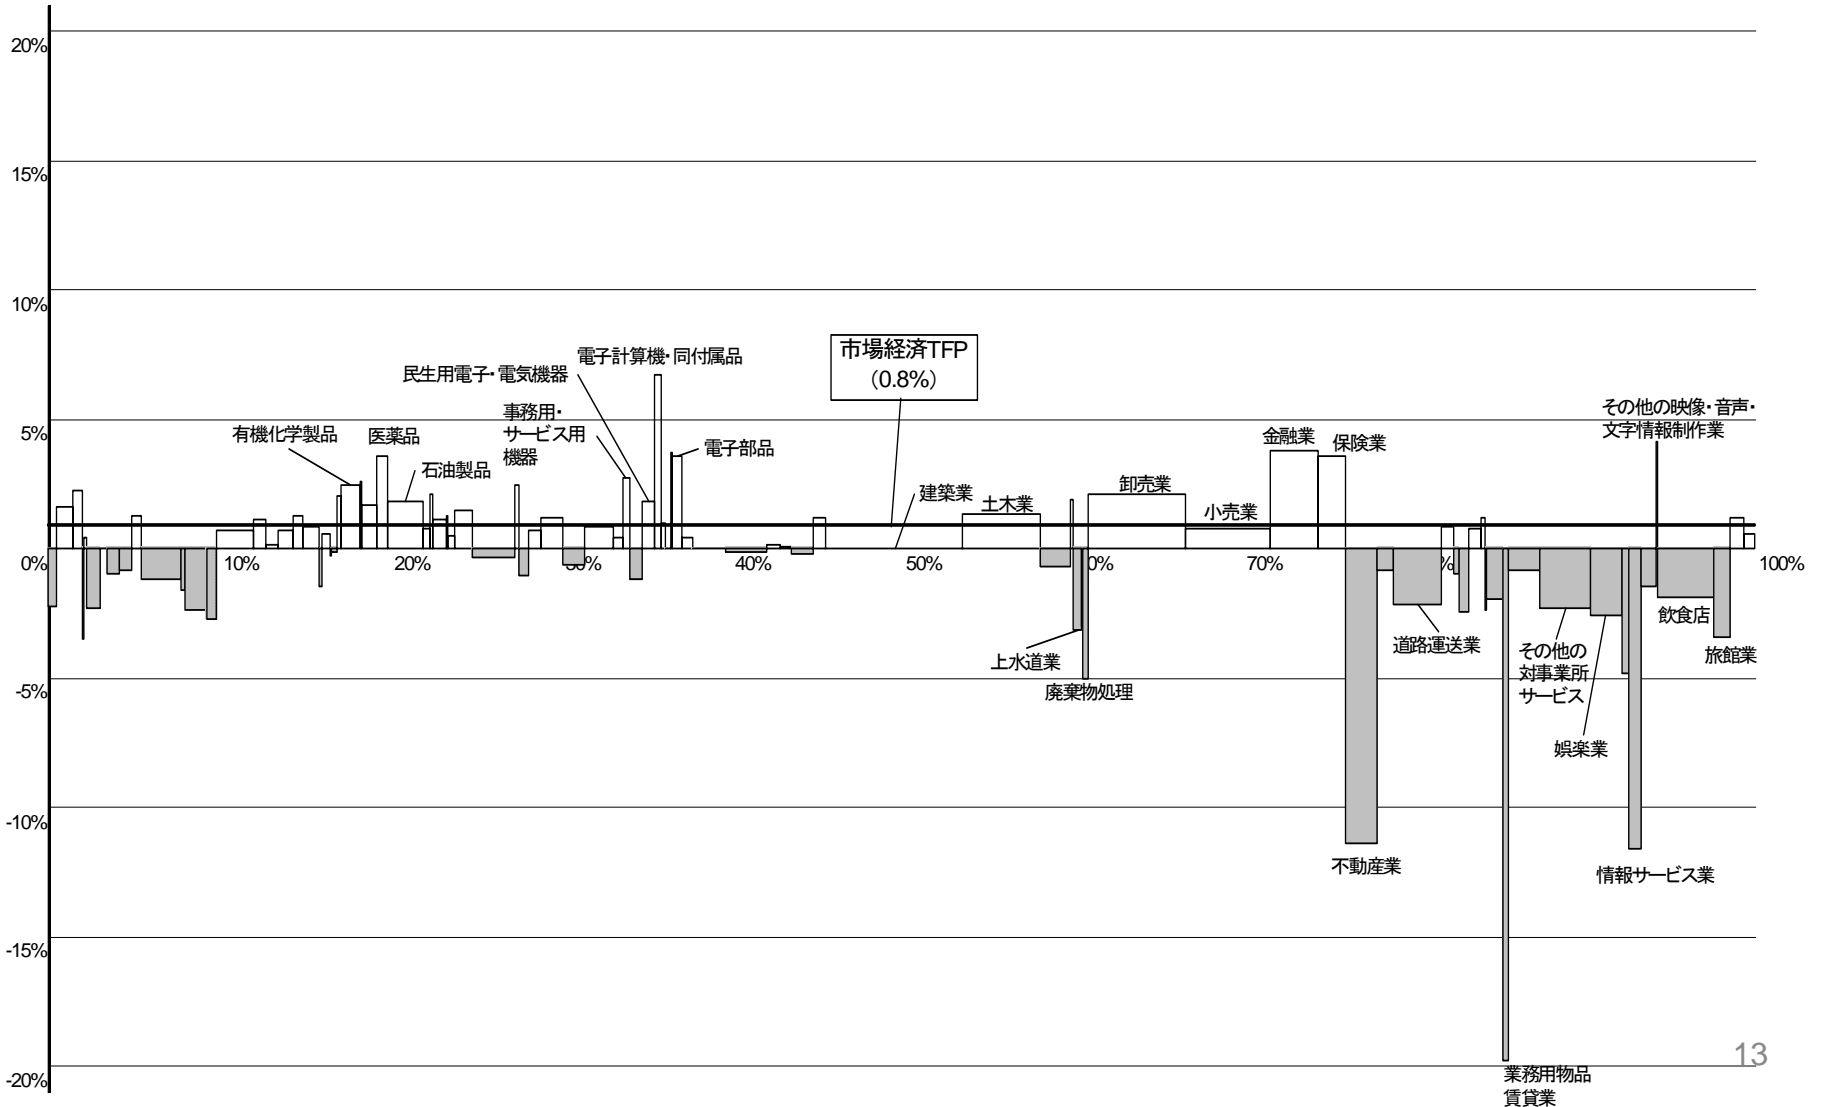 20%
15%
10%
5%
0%
-5%
-10%
-15%
-20%
市場経済TFP
（0.8%）
電子計算機・同付属品
民生用電子・電気機器
事務用・
サービス用
機器
有機化学製品
医薬品
石油製品
電子部品
建築業
土木業
卸売業
小売業
金融業
保険業
その他の映像・音声・
文字情報制作業
10%
20%
30%
40%
50%
0%
70%
%
100%
上水道業
廃棄物処理
不動産業
道路運送業
その他の
対事業所
サービス
娯楽業
飲食店
旅館業
情報サービス業
業務用物品
賃貸業
13